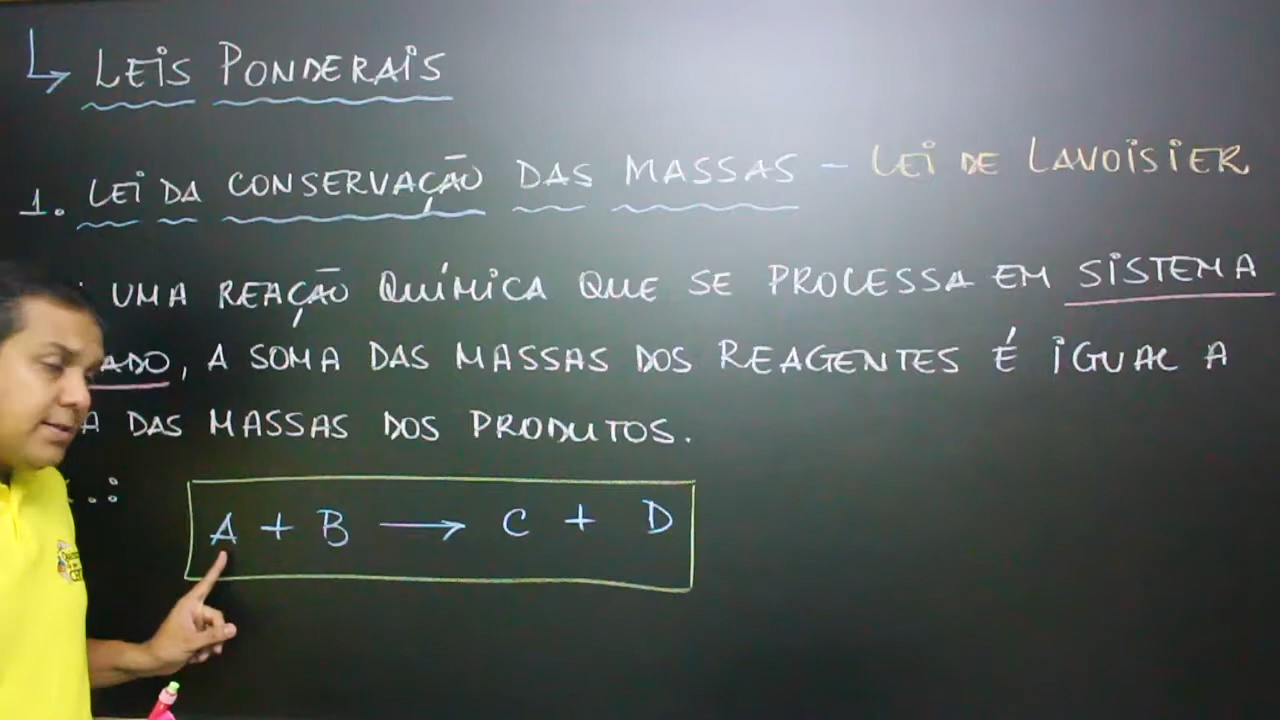 ↳ LEIS PONDERAIS
1. LEI DA CONSERVAÇÃO DAS MASSAS - LEI DE LAVOISIER
: UMA REAÇÃO QUÍMICA QUE SE PROCESSA EM SISTEMA
ADO, A SOMA DAS MASSAS DOS REAGENTES É IGUAL A
A DAS MASSAS DOS PRODUTOS.
.:
A + B → C + D